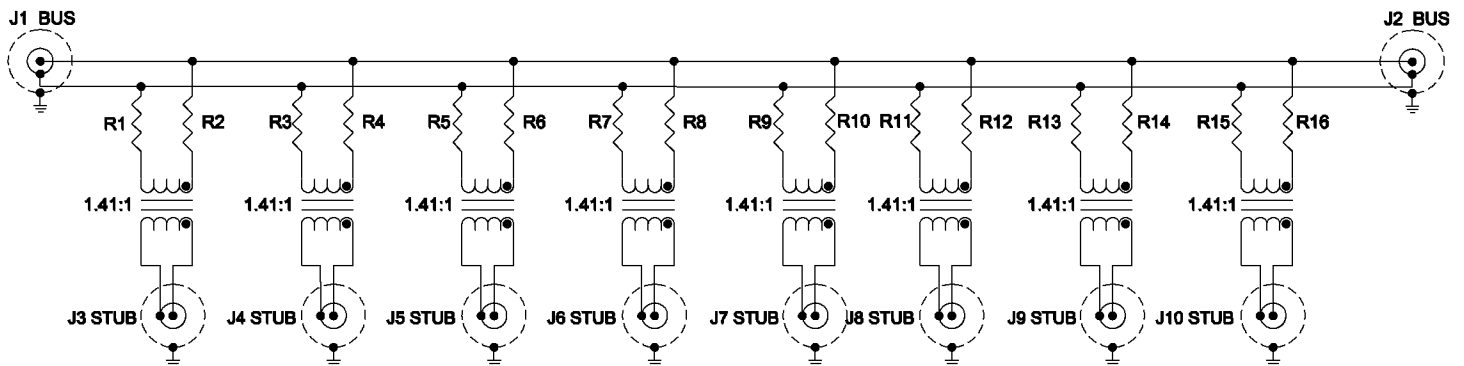 J1 BUS
J2 BUS
R1 R2 R3 R4 R5 R6 R7 R8 R9 R10 R11 R12 R13 R14 R15 R16
1.41:1 1.41:1 1.41:1 1.41:1 1.41:1 1.41:1 1.41:1 1.41:1
J3 STUB J4 STUB J5 STUB J6 STUB J7 STUB J8 STUB J9 STUB J10 STUB